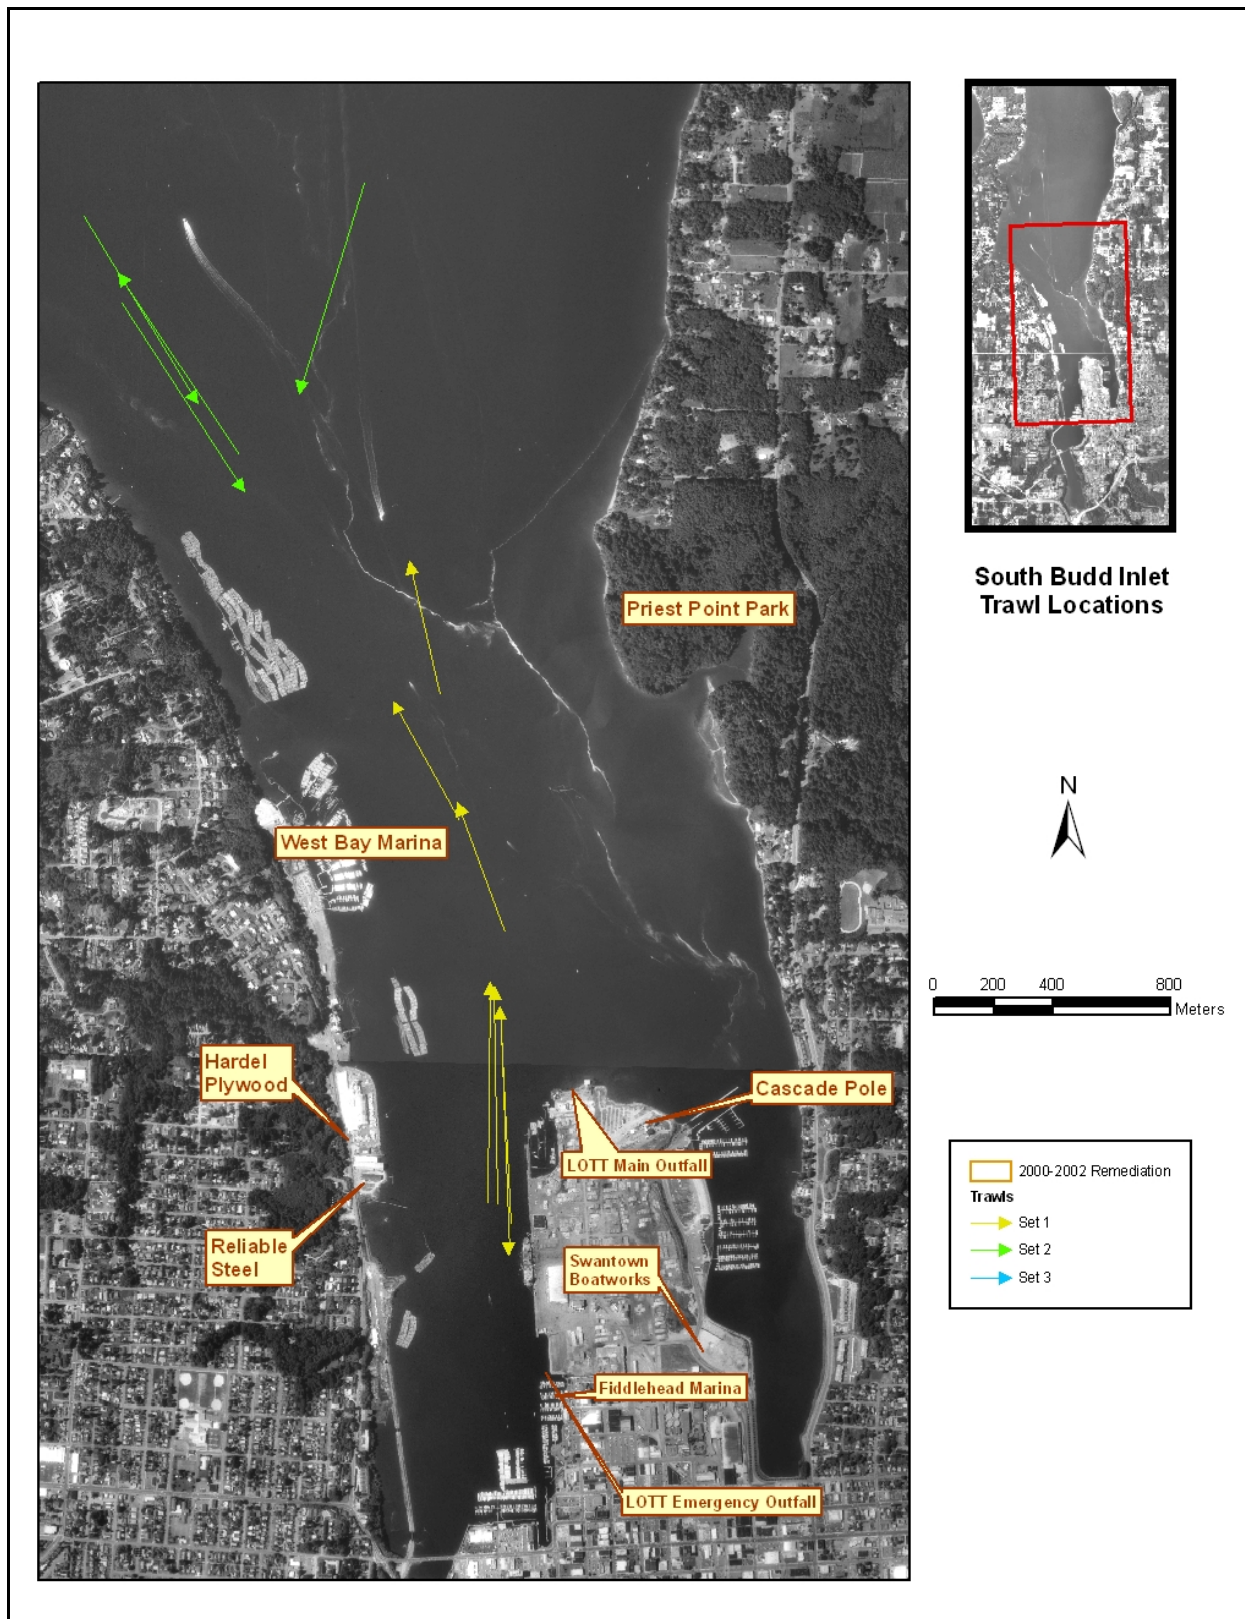 South Budd Inlet
Trawl Locations
Priest Point Park
West Bay Marina
N
0 200 400 800
Meters
Hardel
Plywood
Cascade Pole
LOTT Main Outfall
Reliable
Steel
Swantown
Boatworks
Fiddlehead Marina
LOTT Emergency Outfall
2000-2002 Remediation
Trawls
Set 1
Set 2
Set 3